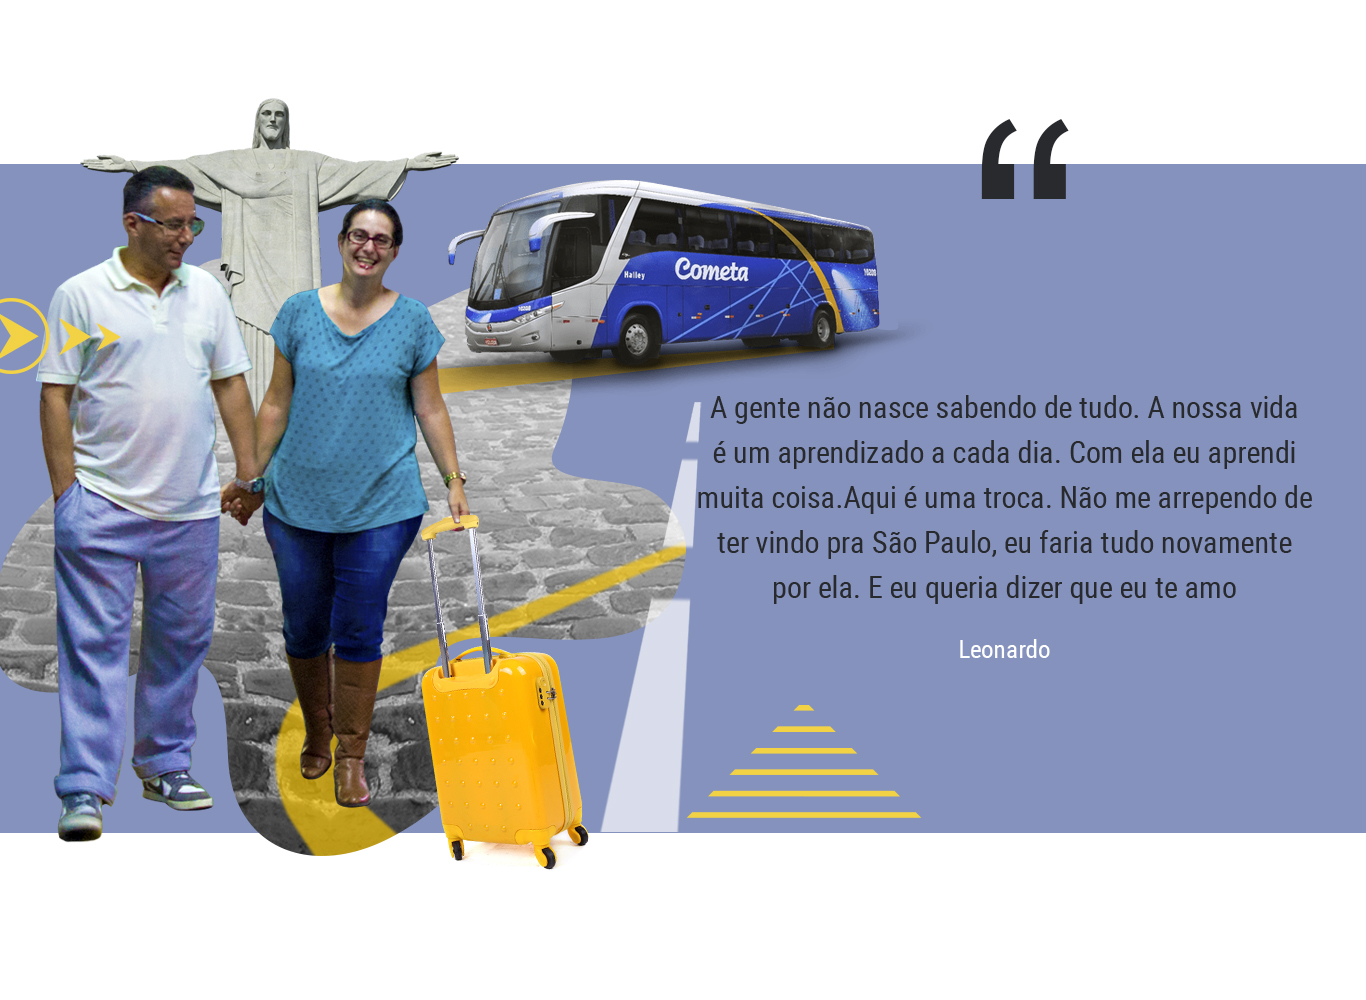 “
Cometa
Halley
A gente não nasce sabendo de tudo. A nossa vida
é um aprendizado a cada dia. Com ela eu aprendi
muita coisa.Aqui é uma troca. Não me arrependo de
ter vindo pra São Paulo, eu faria tudo novamente
por ela. E eu queria dizer que eu te amo
Leonardo